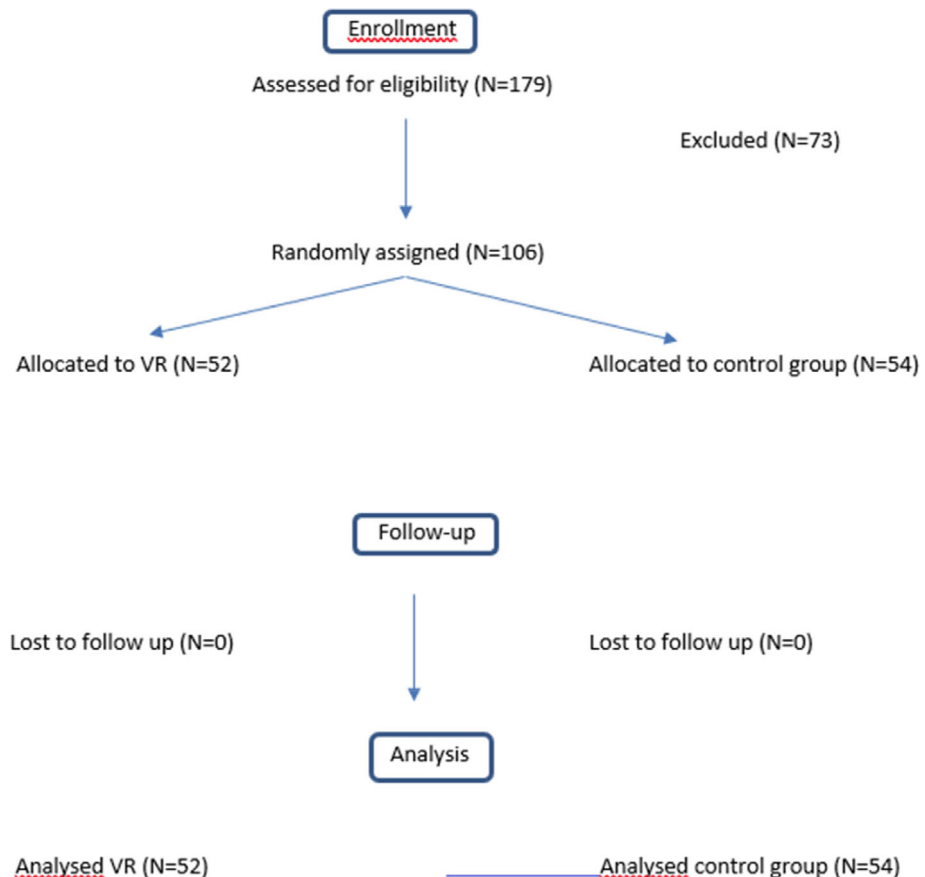 Enrollment
Assessed for eligibility (N=179)
Excluded (N=73)
Randomly assigned (N=106)
Allocated to VR (N=52)
Allocated to control group (N=54)
Follow-up
Lost to follow up (N=0)
Lost to follow up (N=0)
Analysis
Analysed VR (N=52)
Analysed control group (N=54)